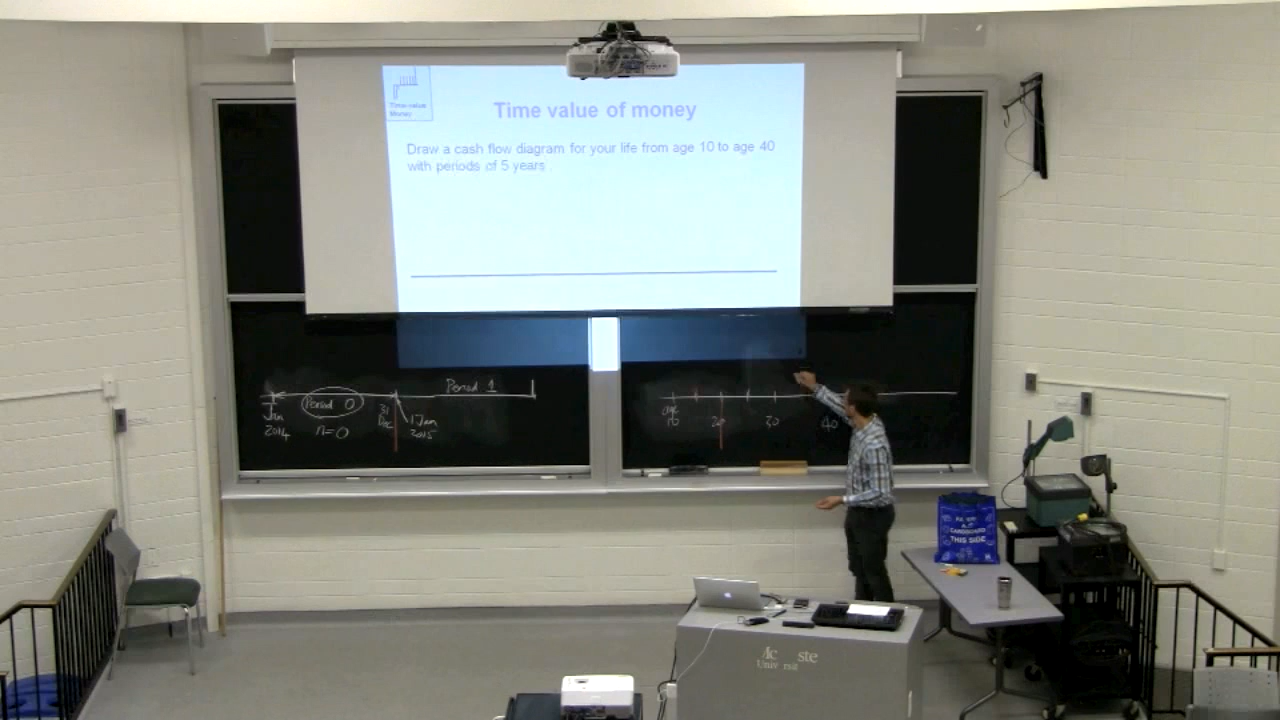 Time-value
Money
Time value of money
Draw a cash flow diagram for your life from age 10 to age 40
with periods of 5 years
Period 1
Period 0
Jan
2014
n=0
31
Dec
1 Jan
2015
age
10
20
30
40
CARDBOARD
THIS SIDE
Mc ste
Univ rsit